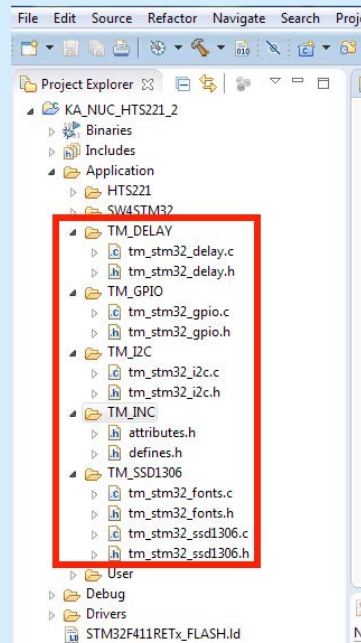 File Edit Source Refactor Navigate Search Proj
Project Explorer
KA_NUC_HTS221_2
Binaries
Includes
Application
HTS221
SW4STM32
TM_DELAY
tm_stm32_delay.c
tm_stm32_delay.h
TM_GPIO
tm_stm32_gpio.c
tm_stm32_gpio.h
TM_I2C
tm_stm32_i2c.c
tm_stm32_i2c.h
TM_INC
attributes.h
defines.h
TM_SSD1306
tm_stm32_fonts.c
tm_stm32_fonts.h
tm_stm32_ssd1306.c
tm_stm32_ssd1306.h
User
Debug
Drivers
STM32F411RETx_FLASH.ld